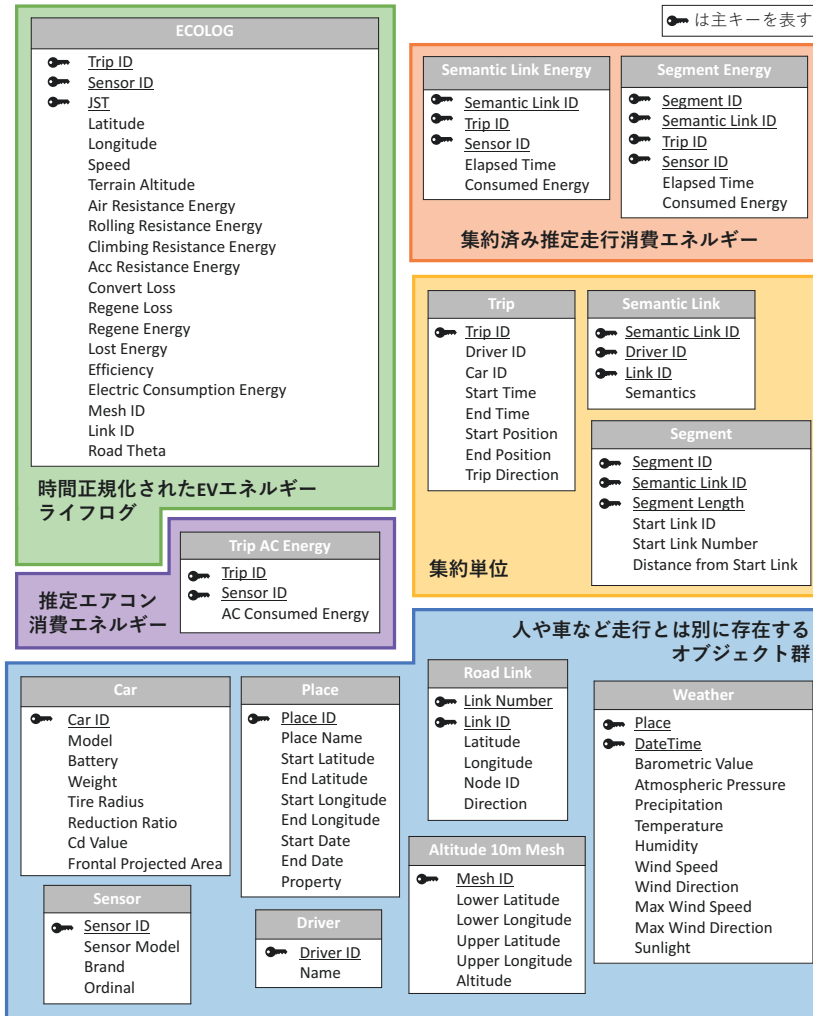 は主キーを表す
ECOLOG
Trip ID
Sensor ID
JST
Latitude
Longitude
Speed
Terrain Altitude
Air Resistance Energy
Rolling Resistance Energy
Climbing Resistance Energy
Acc Resistance Energy
Convert Loss
Regene Loss
Regene Energy
Lost Energy
Efficiency
Electric Consumption Energy
Mesh ID
Link ID
Road Theta
時間正規化されたEVエネルギー
ライフログ
Semantic Link Energy
Semantic Link ID
Trip ID
Sensor ID
Elapsed Time
Consumed Energy
Segment Energy
Segment ID
Semantic Link ID
Trip ID
Sensor ID
Elapsed Time
Consumed Energy
集約済み推定走行消費エネルギー
Trip
Trip ID
Driver ID
Car ID
Start Time
End Time
Start Position
End Position
Trip Direction
Semantic Link
Semantic Link ID
Driver ID
Link ID
Semantics
Segment
Segment ID
Semantic Link ID
Segment Length
Start Link ID
Start Link Number
Distance from Start Link
集約単位
Trip AC Energy
Trip ID
Sensor ID
AC Consumed Energy
推定エアコン
消費エネルギー
人や車など走行とは別に存在する
オブジェクト群
Car
Car ID
Model
Battery
Weight
Tire Radius
Reduction Ratio
Cd Value
Frontal Projected Area
Place
Place ID
Place Name
Start Latitude
End Latitude
Start Longitude
End Longitude
Start Date
End Date
Property
Road Link
Link Number
Link ID
Latitude
Longitude
Node ID
Direction
Weather
Place
DateTime
Barometric Value
Atmospheric Pressure
Precipitation
Temperature
Humidity
Wind Speed
Wind Direction
Max Wind Speed
Max Wind Direction
Sunlight
Sensor
Sensor ID
Sensor Model
Brand
Ordinal
Driver
Driver ID
Name
Altitude 10m Mesh
Mesh ID
Lower Latitude
Lower Longitude
Upper Latitude
Upper Longitude
Altitude